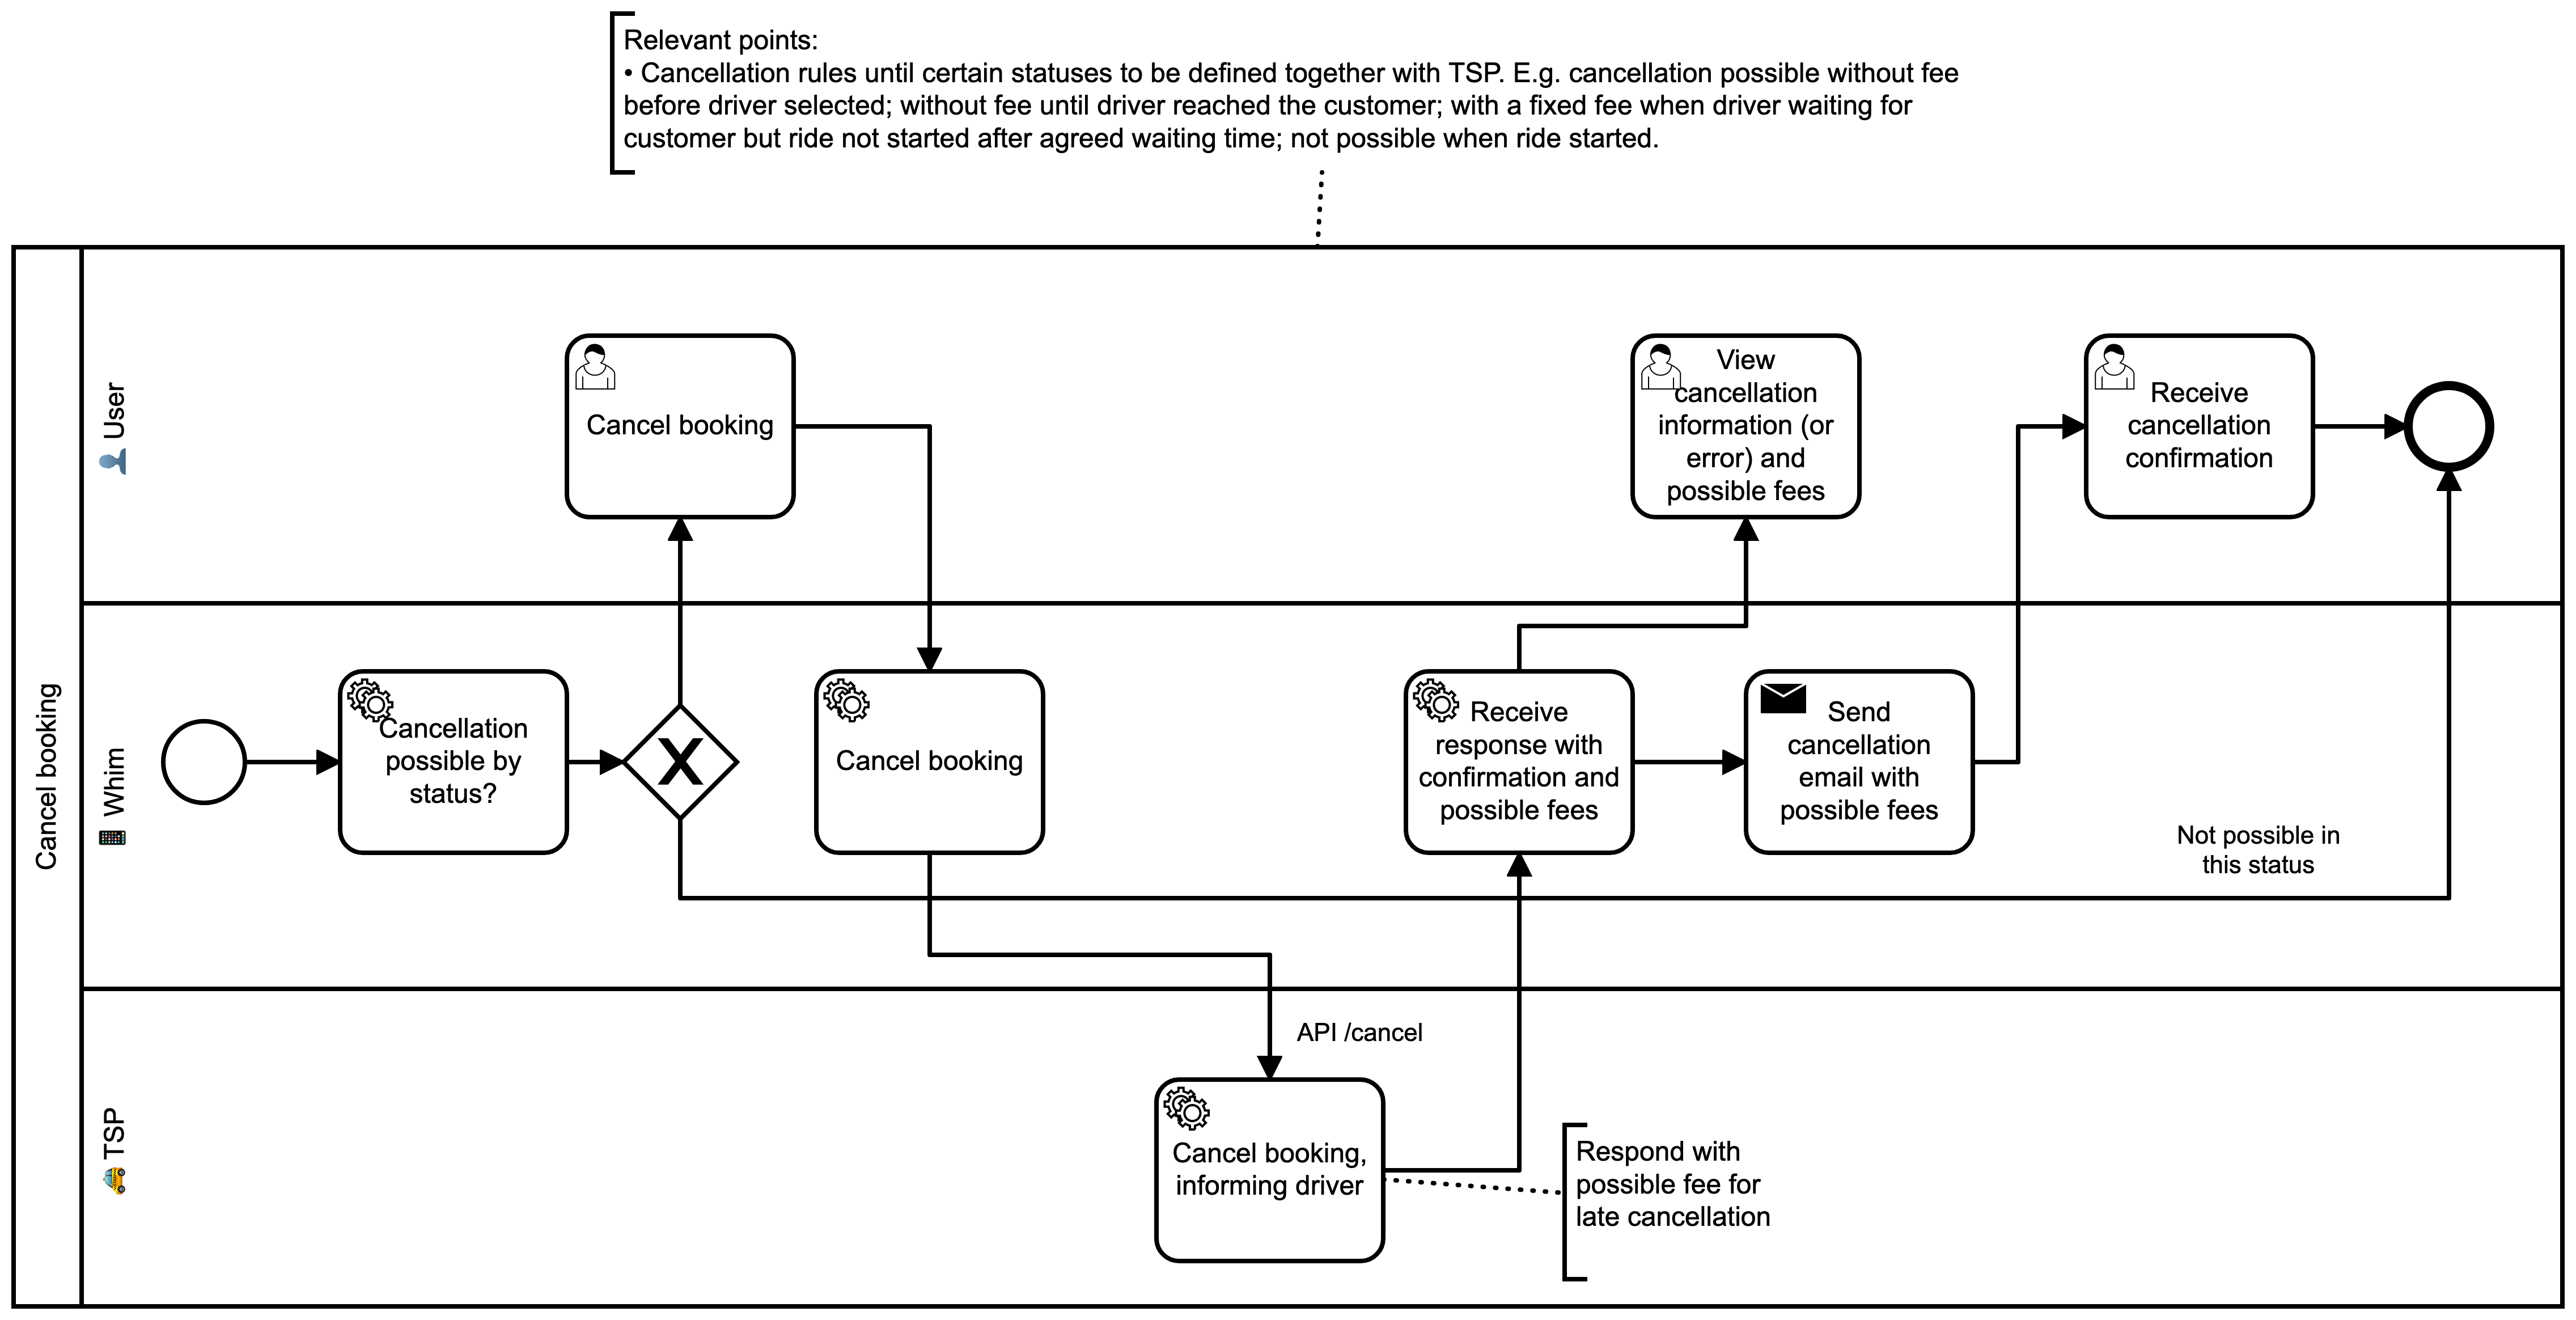 Relevant points:
• Cancellation rules until certain statuses to be defined together with TSP. E.g. cancellation possible without fee
before driver selected; without fee until driver reached the customer; with a fixed fee when driver waiting for
customer but ride not started after agreed waiting time; not possible when ride started.
Cancel booking
User
Cancel booking
View
cancellation
information (or
error) and
possible fees
Receive
cancellation
confirmation
Whim
Cancellation
possible by
status?
X
Cancel booking
Receive
response with
confirmation and
possible fees
Send
cancellation
email with
possible fees
Not possible in
this status
TSP
API /cancel
Cancel booking,
informing driver
Respond with
possible fee for
late cancellation